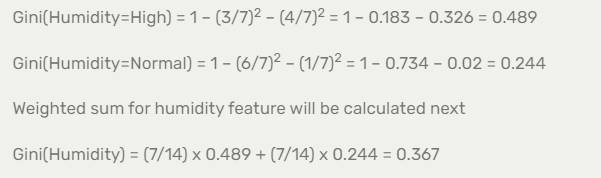 Gini(Humidity=High) = 1 – (3/7)² – (4/7)² = 1 – 0.183 – 0.326 = 0.489
Gini(Humidity=Normal) = 1 – (6/7)² – (1/7)² = 1 – 0.734 – 0.02 = 0.244
Weighted sum for humidity feature will be calculated next
Gini(Humidity) = (7/14) x 0.489 + (7/14) x 0.244 = 0.367